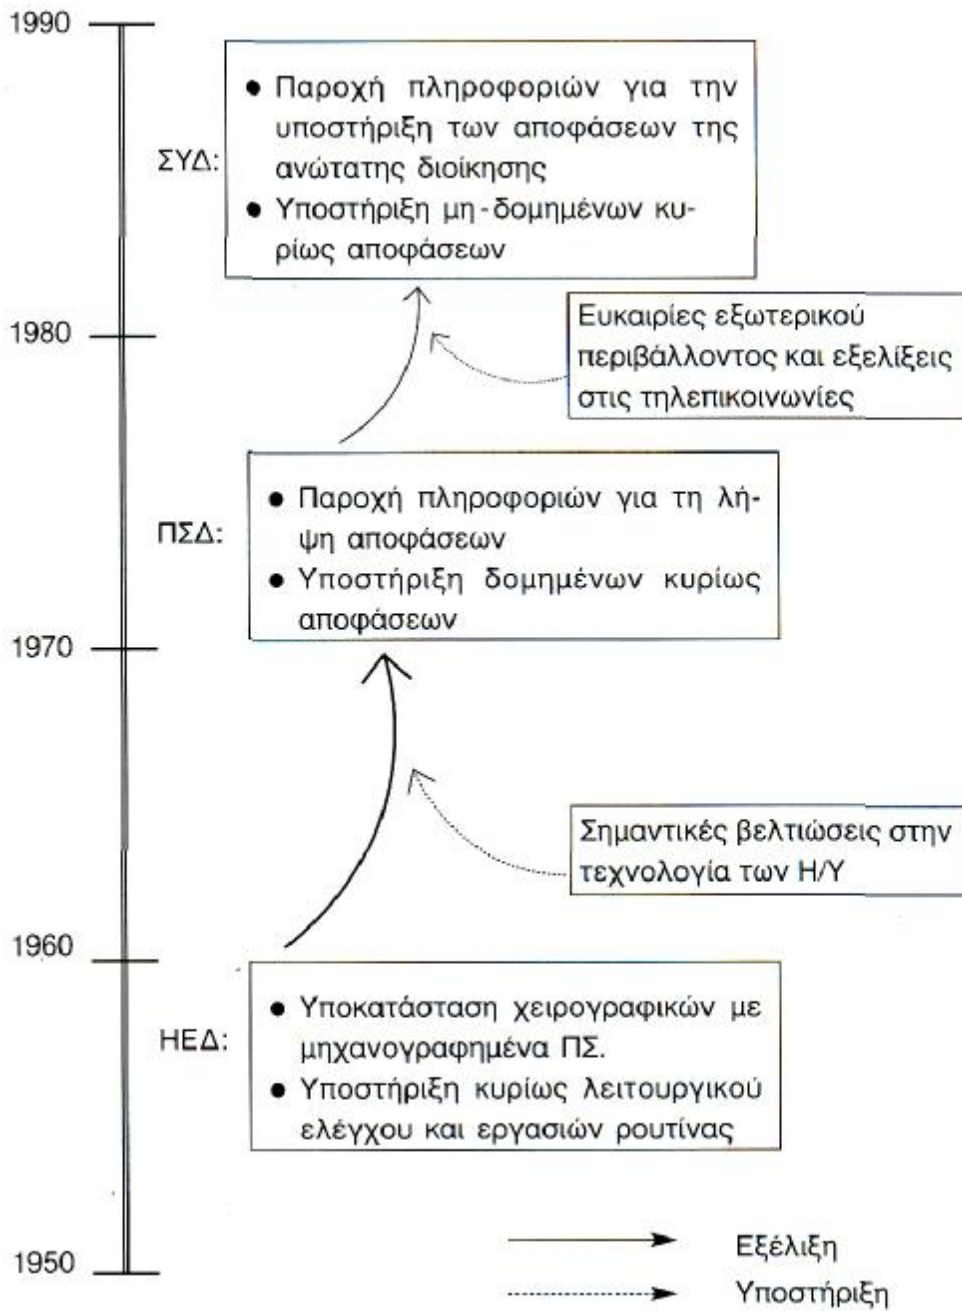 1990
● Παροχή πληροφοριών για την
υποστήριξη των αποφάσεων της
ΣΥΔ:
ανώτατης διοίκησης
● Υποστήριξη μη-δομημένων κυ-
ρίως αποφάσεων
Ευκαιρίες εξωτερικού
1980
περιβάλλοντος και εξελίξεις
στις τηλεπικοινωνίες
● Παροχή πληροφοριών για τη λή-
ΠΣΔ:
ψη αποφάσεων
● Υποστήριξη δομημένων κυρίως
αποφάσεων
1970
Σημαντικές βελτιώσεις στην
τεχνολογία των Η/Υ
1960
● Υποκατάσταση χειρογραφικών με
ΗΕΔ:
μηχανογραφημένα ΠΣ.
● Υποστήριξη κυρίως λειτουργικού
ελέγχου και εργασιών ρουτίνας
1950
Εξέλιξη
Υποστήριξη